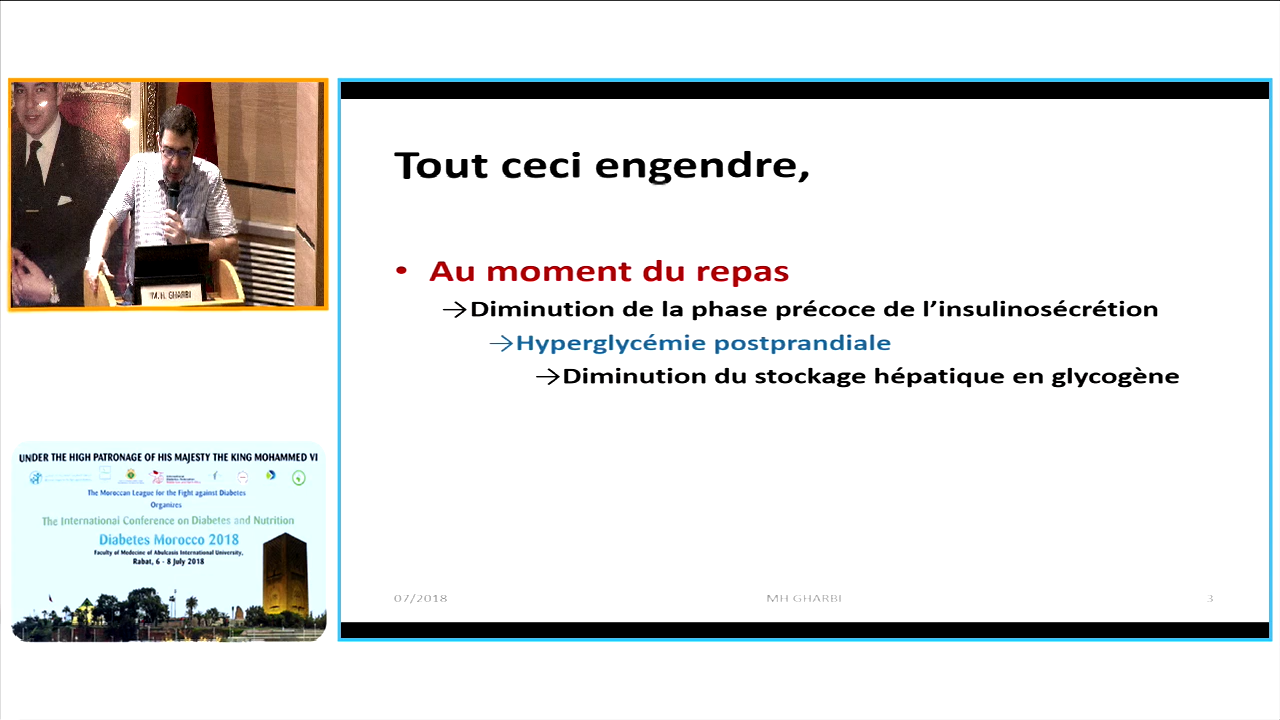 M.H. GHARBI
UNDER THE HIGH PATRONAGE OF HIS MAJESTY THE KING MOHAMMED VI
The Moroccan League for the Fight against Diabetes
Organizes
The International Conference on Diabetes and Nutrition
Diabetes Morocco 2018
Faculty of Medecine of Abulcasis International University,
Rabat, 6 - 8 July 2018
Tout ceci engendre,
• Au moment du repas
→Diminution de la phase précoce de l’insulinosécrétion
→Hyperglycémie postprandiale
→Diminution du stockage hépatique en glycogène
07/2018 MH GHARBI 3